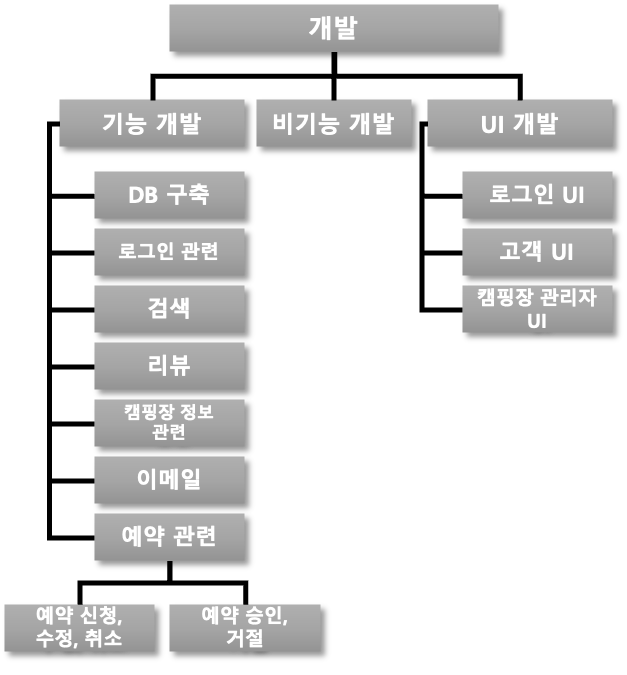 개발
기능 개발
비기능 개발
UI 개발
DB 구축
로그인 관련
검색
리뷰
캠핑장 정보
관련
이메일
예약 관련
예약 신청,
수정, 취소
예약 승인,
거절
로그인 UI
고객 UI
캠핑장 관리자
UI